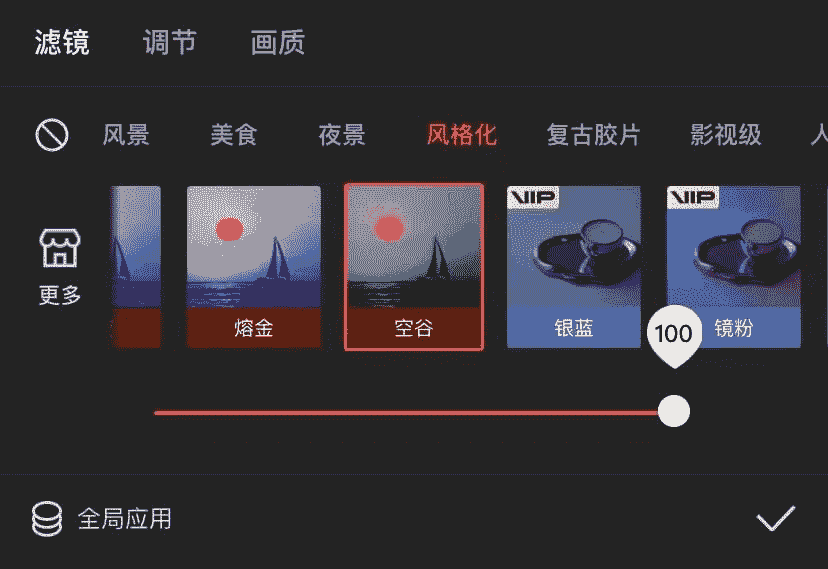 滤镜 调节 画质
风景 美食 夜景 风格化 复古胶片 影视级 人
VIP VIP
更多 熔金 空谷 银蓝 镜粉
100
全局应用